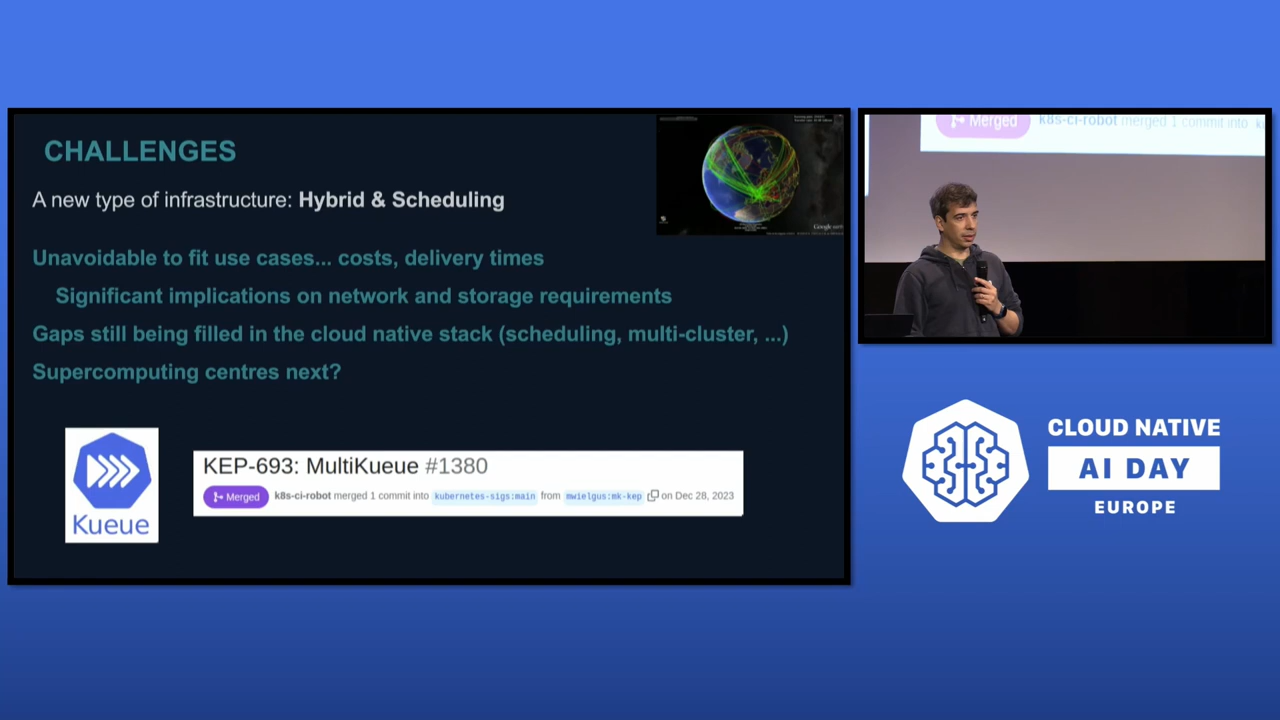 CHALLENGES
A new type of infrastructure: Hybrid & Scheduling
Unavoidable to fit use cases... costs, delivery times
Significant implications on network and storage requirements
Gaps still being filled in the cloud native stack (scheduling, multi-cluster, ...)
Supercomputing centres next?
Kueue
KEP-693: MultiKueue #1380
Merged k8s-ci-robot merged 1 commit into kubernetes-sigs:main from mwielgus:mk-kep on Dec 28, 2023
Merged k8s-ci-robot merged 1 commit into
CLOUD NATIVE
AI DAY
EUROPE